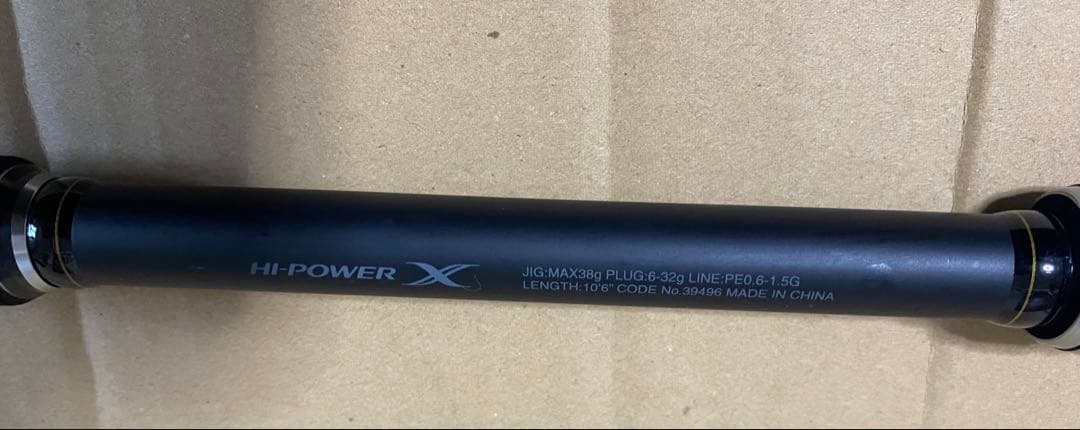 HI-POWER X
JIG:MAX38g PLUG:6-32g LINE:PE0.6-1.5G
LENGTH:10'6" CODE No.39496 MADE IN CHINA